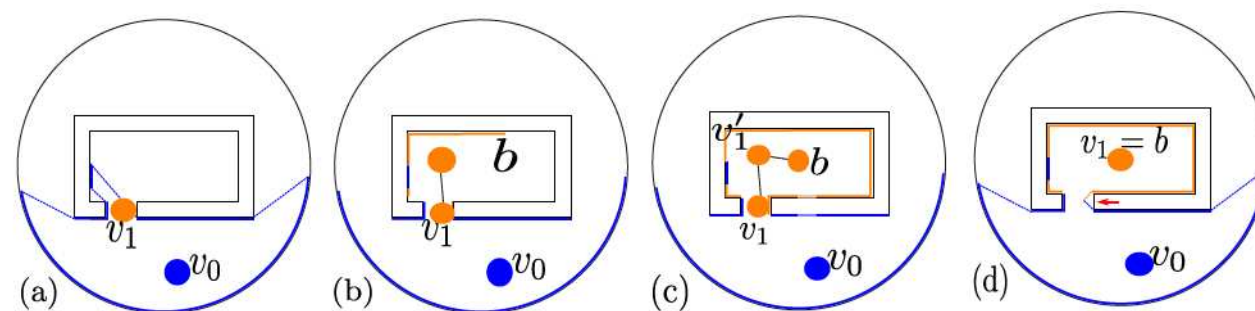 (a) v₁ v₀
(b) b v₁ v₀
(c) v′₁ b v₁ v₀
(d) v₁ = b v₀